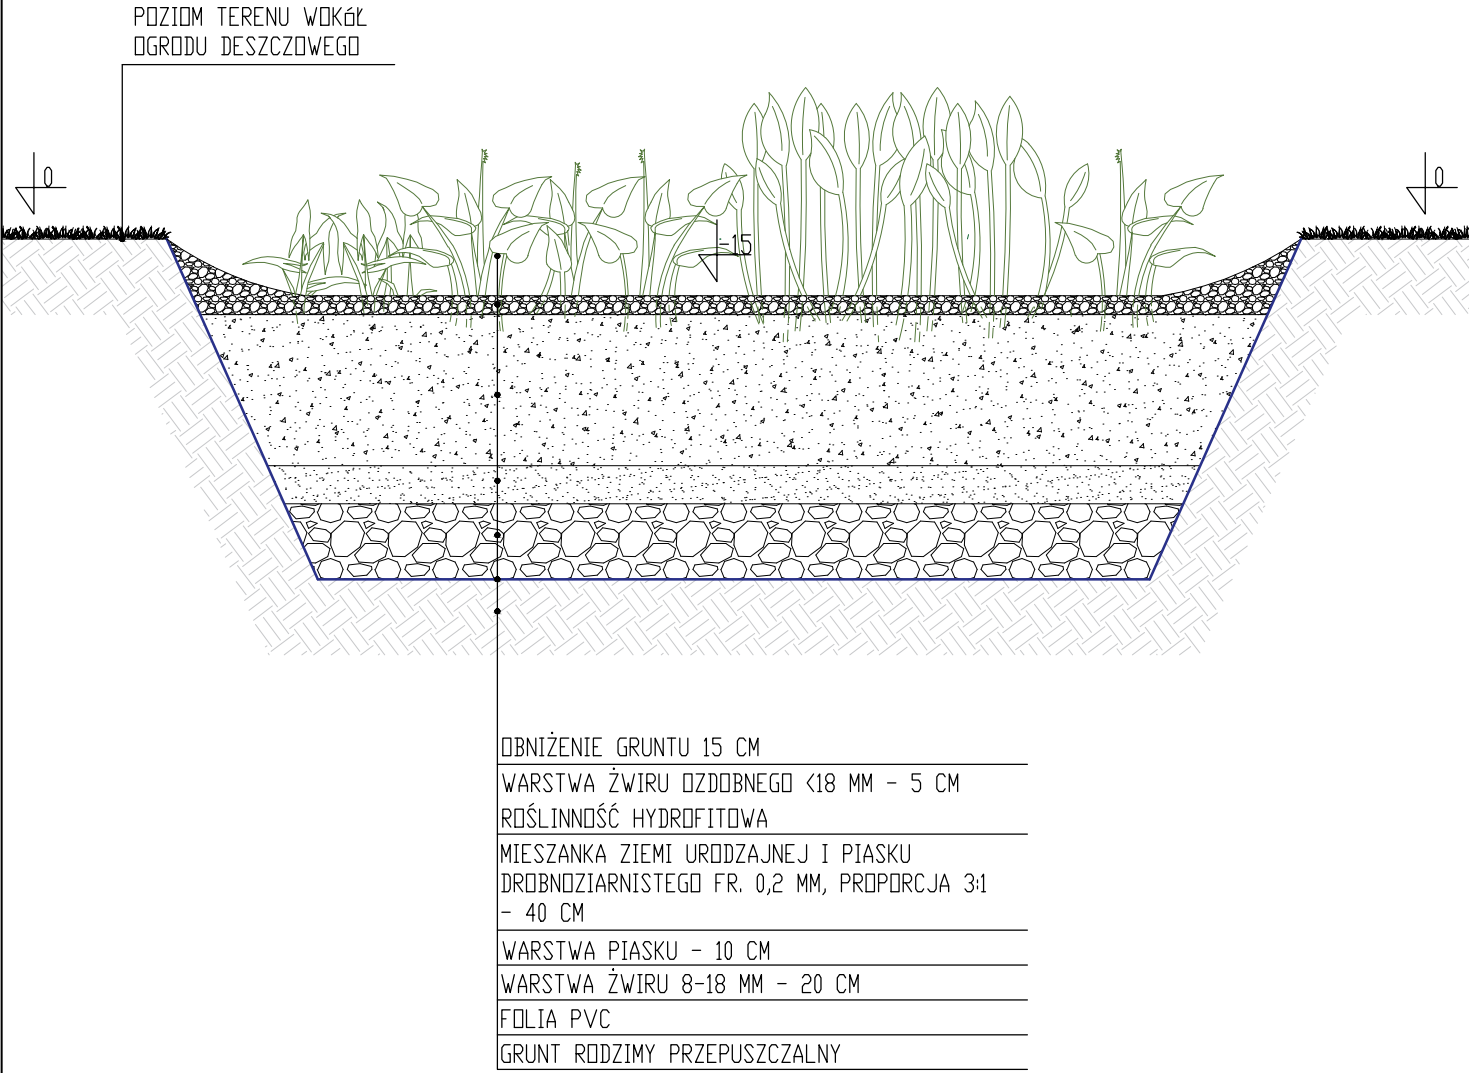 POZIOM TERENU WOKÓŁ
OGRODU DESZCZOWEGO
0
0
-15
OBNIŻENIE GRUNTU 15 CM
WARSTWA ŻWIRU OZDOBNEGO <18 MM - 5 CM
ROŚLINNOŚĆ HYDROFITOWA
MIESZANKA ZIEMI URODZAJNEJ I PIASKU
DROBNOZIARNISTEGO FR. 0,2 MM, PROPORCJA 3:1
- 40 CM
WARSTWA PIASKU - 10 CM
WARSTWA ŻWIRU 8-18 MM - 20 CM
FOLIA PVC
GRUNT RODZIMY PRZEPUSZCZALNY